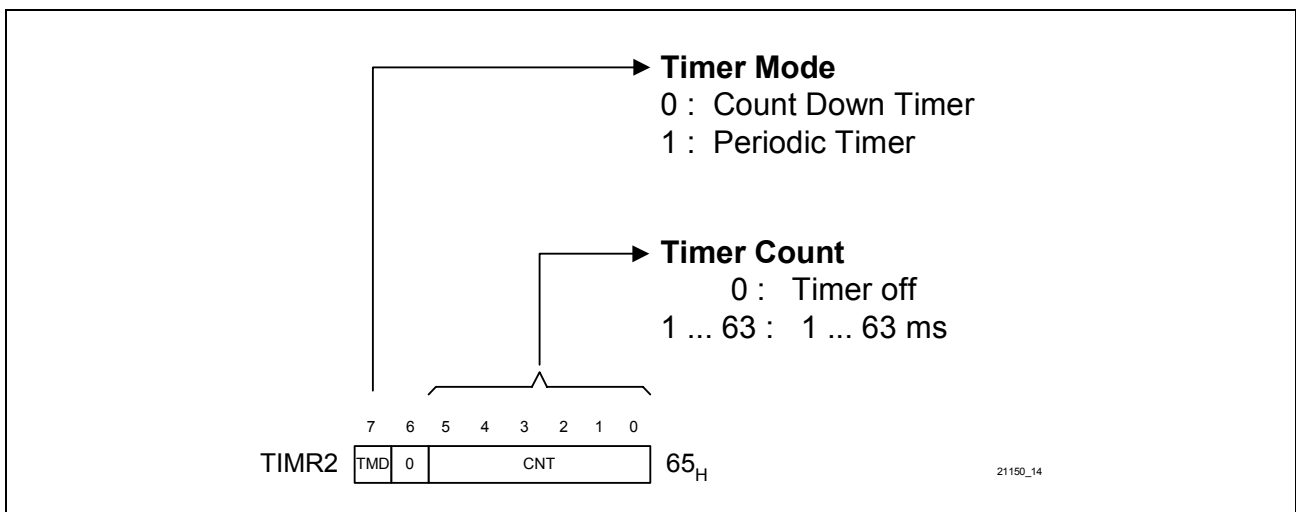 Timer Mode
0 : Count Down Timer
1 : Periodic Timer
Timer Count
0 : Timer off
1 ... 63 : 1 ... 63 ms
7 6 5 4 3 2 1 0
TIMR2 TMD 0 CNT 65H
21150_14